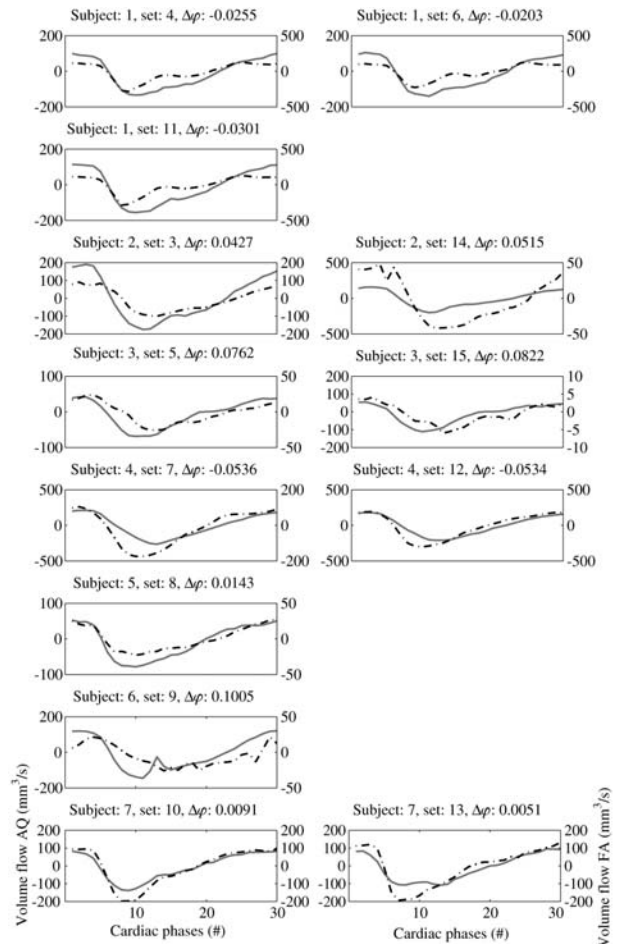 Subject: 1, set: 4, Δφ: -0.0255 Subject: 1, set: 6, Δφ: -0.0203
200 500 200 500
0 0 0 0
-200 -500 -200 -500
Subject: 1, set: 11, Δφ: -0.0301
200 500
0 0
-200 -500
Subject: 2, set: 3, Δφ: 0.0427 Subject: 2, set: 14, Δφ: 0.0515
200 200 500 50
100 100
0 0 0 0
-100 -100
-200 -200 -500 50
Subject: 3, set: 5, Δφ: 0.0762 Subject: 3, set: 15, Δφ: 0.0822
100 50 200 10
100 5
0 0 0 0
-100 -5
-100 50 -200 -10
Subject: 4, set: 7, Δφ: -0.0536 Subject: 4, set: 12, Δφ: -0.0534
500 200 500 200
0 0 0 0
-500 -200 -500 -200
Subject: 5, set: 8, Δφ: 0.0143
100 50
0 0
-100 -50
Subject: 6, set: 9, Δφ: 0.1005
200 50
0 0
-200 -50
Subject: 7, set: 10, Δφ: 0.0091 Subject: 7, set: 13, Δφ: 0.0051
200 200 200 200
100 100 100 100
0 0 0 0
-100 -100 -100 -100
-200 -200 -200 -200
10 20 30 10 20 30
Cardiac phases (#) Cardiac phases (#)
Volume flow AQ (mm³/s)
Volume flow FA (mm³/s)